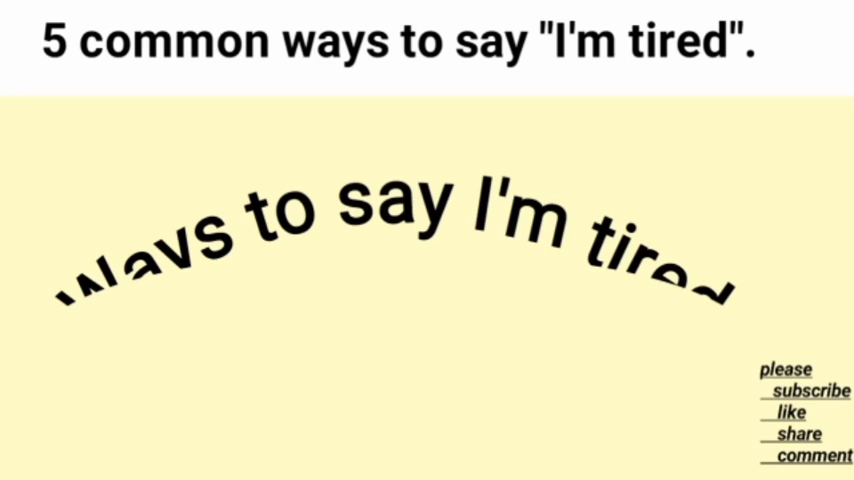 5 common ways to say "I'm tired".
Ways to say I'm tired
please
subscribe
like
share
comment